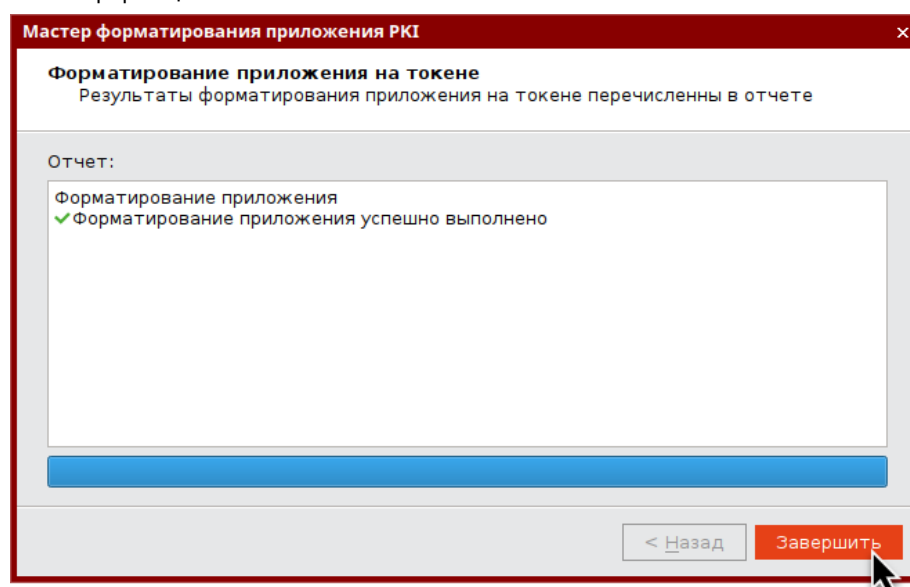 Мастер форматирования приложения PKI
Форматирование приложения на токене
Результаты форматирования приложения на токене перечисленны в отчете
Отчет:
Форматирование приложения
Форматирование приложения успешно выполнено
< Назад
Завершить